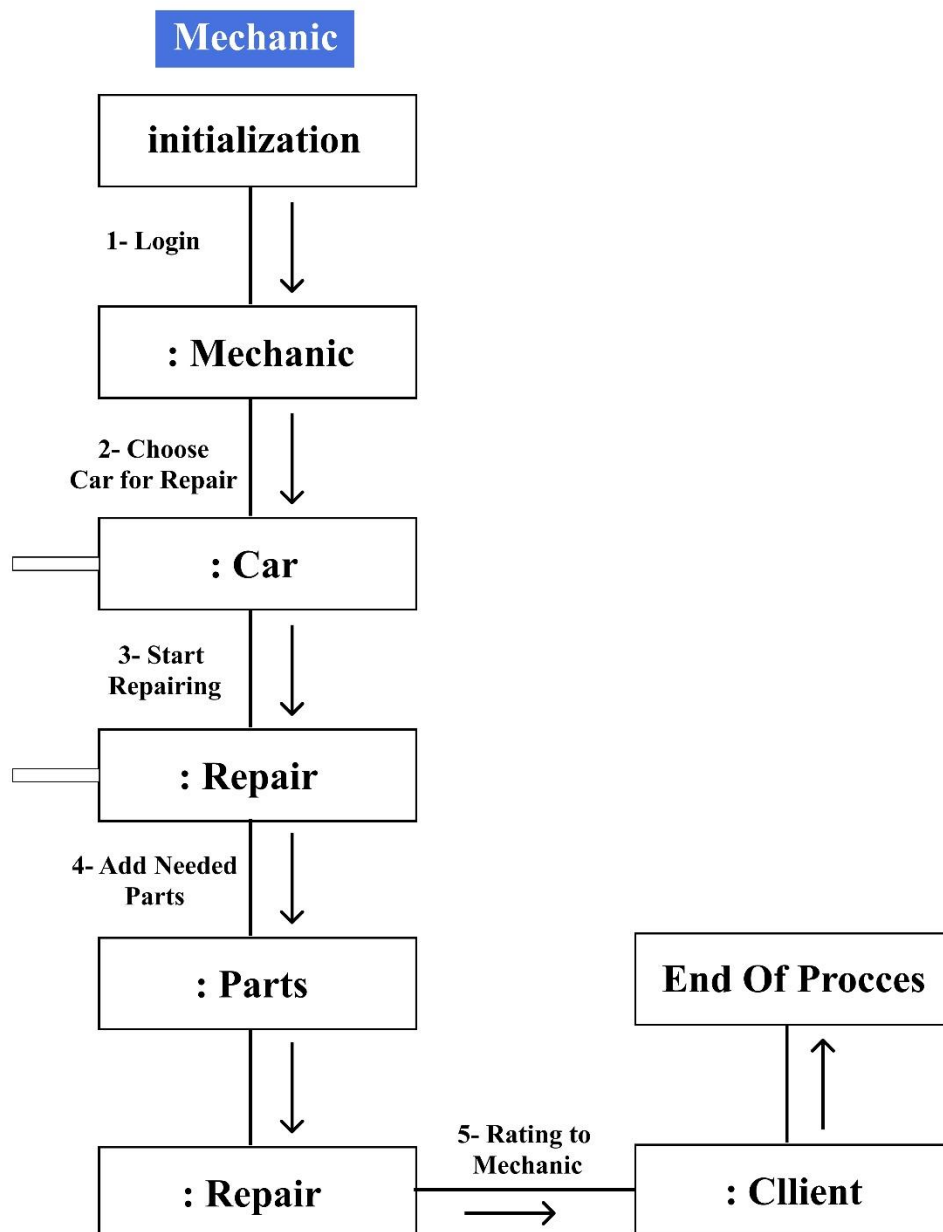 Mechanic
initialization
1- Login
: Mechanic
2- Choose
Car for Repair
: Car
3- Start
Repairing
: Repair
4- Add Needed
Parts
: Parts
: Repair
5- Rating to
Mechanic
: Cllient
End Of Procces